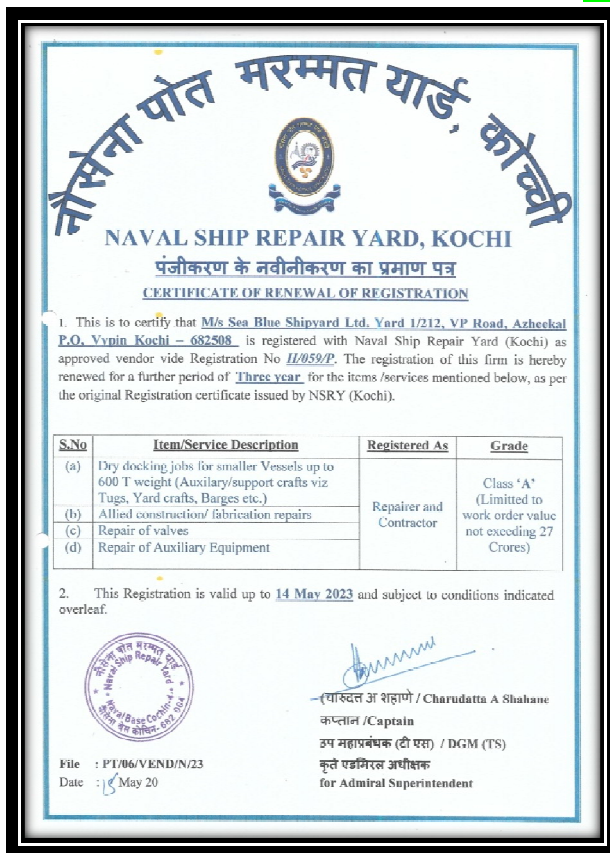 नौसेना पोत मरम्मत यार्ड, कोच्ची
NAVAL SHIP REPAIR YARD, KOCHI
पंजीकरण के नवीनीकरण का प्रमाण पत्र
CERTIFICATE OF RENEWAL OF REGISTRATION
1. This is to certify that M/s Sea Blue Shipyard Ltd. Yard 1/212, VP Road, Azheekal
P.O, Vypin Kochi – 682508 is registered with Naval Ship Repair Yard (Kochi) as
approved vendor vide Registration No II/059/P. The registration of this firm is hereby
renewed for a further period of Three year for the items /services mentioned below, as per
the original Registration certificate issued by NSRY (Kochi).
S.No Item/Service Description Registered As Grade
(a) Dry docking jobs for smaller Vessels up to
600 T weight (Auxilary/support crafts viz
Tugs, Yard crafts, Barges etc.)
(b) Allied construction/ fabrication repairs
(c) Repair of valves
(d) Repair of Auxiliary Equipment
Repairer and
Contractor
Class ‘A’
(Limitted to
work order value
not exceeding 27
Crores)
2. This Registration is valid up to 14 May 2023 and subject to conditions indicated
overleaf.
नौसेना पोत मरम्मत यार्ड
Naval Ship Repair Yard
Naval Base Cochin-4
नौसेना बेस कोचिन- 682 004
(चारुदत्त अ शहाणे / Charudatta A Shahane
कप्तान /Captain
उप महाप्रबंधक (टी एस) / DGM (TS)
कृते एडमिरल अधीक्षक
for Admiral Superintendent
File : PT/06/VEND/N/23
Date : 15 May 20